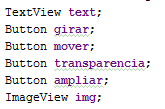 TextView text;
Button girar;
Button mover;
Button transparencia;
Button ampliar;
ImageView img;